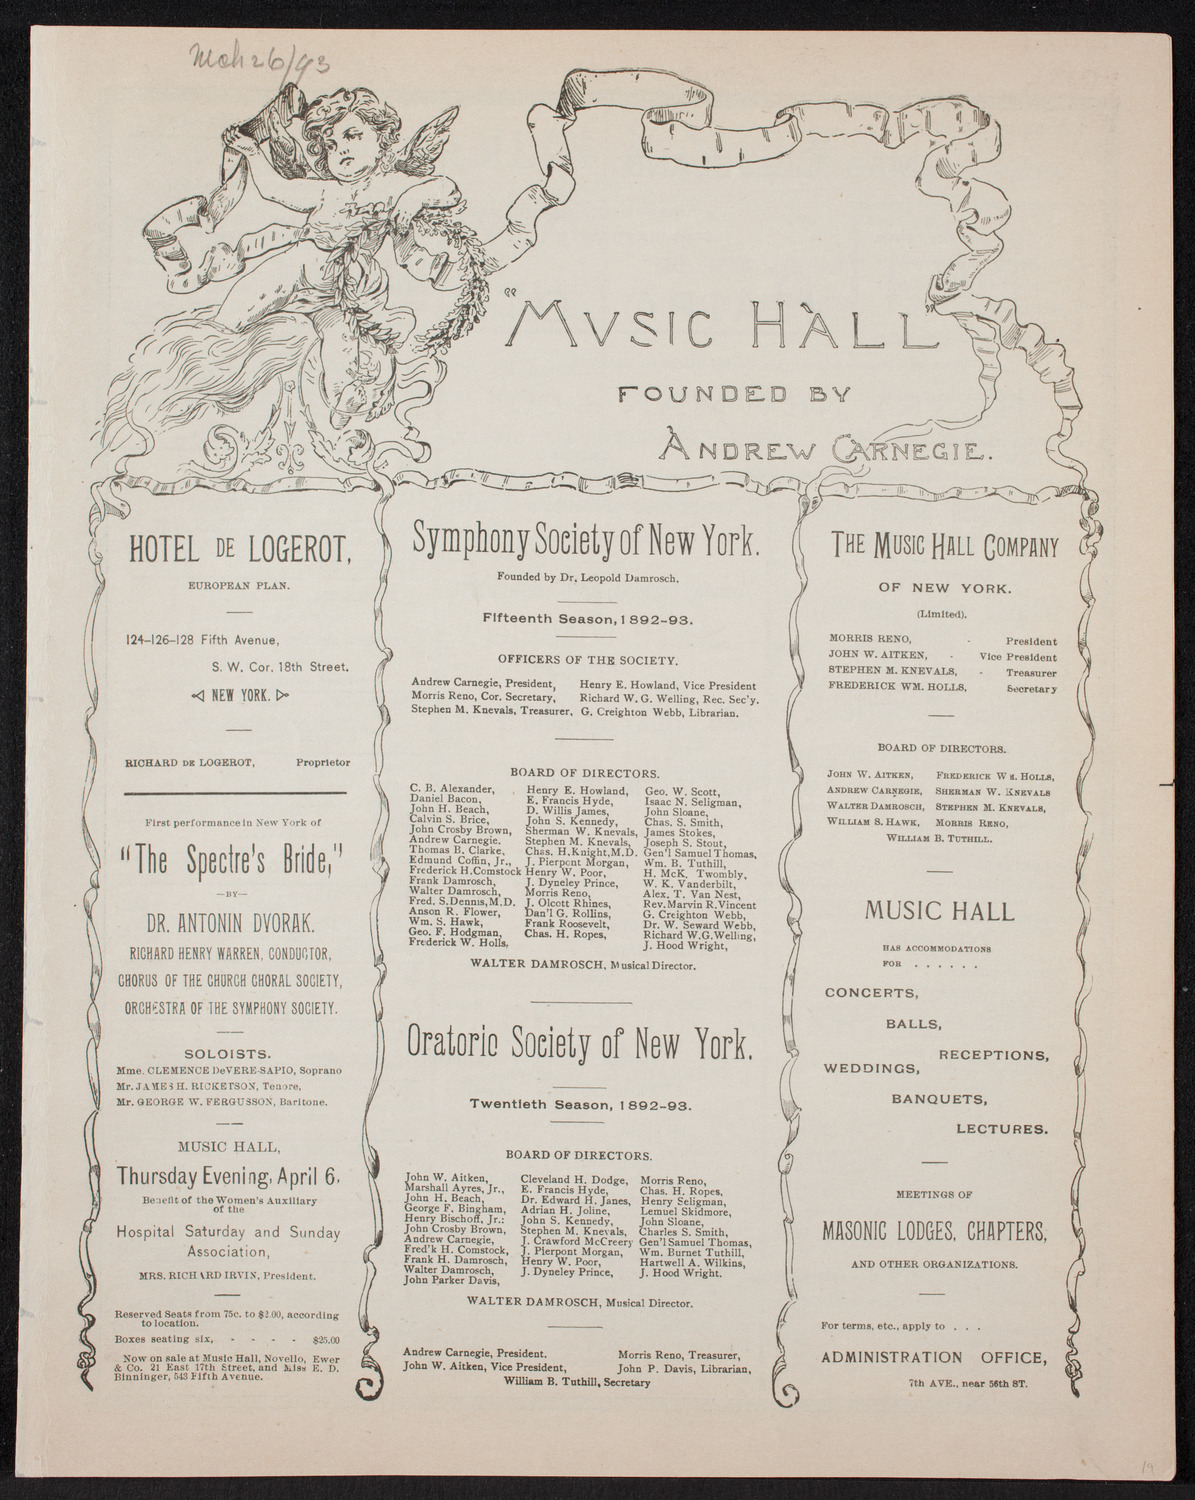 Mch 26/93
"MVSIC HALL"
FOUNDED BY
ANDREW CARNEGIE.
HOTEL DE LOGEROT,
EUROPEAN PLAN.
124-126-128 Fifth Avenue,
S. W. Cor. 18th Street.
NEW YORK.
RICHARD DE LOGEROT, Proprietor
First performance in New York of
"The Spectre's Bride,"
—BY—
DR. ANTONIN DVORAK.
RICHARD HENRY WARREN, CONDUCTOR,
CHORUS OF THE CHURCH CHORAL SOCIETY,
ORCHESTRA OF THE SYMPHONY SOCIETY.
SOLOISTS.
Mme. CLEMENCE DeVERE-SAPIO, Soprano
Mr. JAMES H. RICKETSON, Tenore,
Mr. GEORGE W. FERGUSSON, Baritone.
MUSIC HALL,
Thursday Evening, April 6,
Benefit of the Women's Auxiliary
of the
Hospital Saturday and Sunday
Association,
MRS. RICHARD IRVIN, President.
Reserved Seats from 75c. to $2.00, according
to location.
Boxes seating six, - - - - $25.00
Now on sale at Music Hall, Novello, Ewer
& Co. 21 East 17th Street, and Miss E. D.
Binninger, 543 Fifth Avenue.
Symphony Society of New York.
Founded by Dr. Leopold Damrosch.
Fifteenth Season, 1892-93.
OFFICERS OF THE SOCIETY.
Andrew Carnegie, President, Henry E. Howland, Vice President
Morris Reno, Cor. Secretary, Richard W. G. Welling, Rec. Sec'y.
Stephen M. Knevals, Treasurer, G. Creighton Webb, Librarian.
BOARD OF DIRECTORS.
C. B. Alexander, Henry E. Howland, Geo. W. Scott,
Daniel Bacon, E. Francis Hyde, Isaac N. Seligman,
John H. Beach, D. Willis James, John Sloane,
Calvin S. Brice, John S. Kennedy, Chas. S. Smith,
John Crosby Brown, Sherman W. Knevals, James Stokes,
Andrew Carnegie. Stephen M. Knevals, Joseph S. Stout,
Thomas B. Clarke, Chas. H. Knight, M.D. Gen'l Samuel Thomas,
Edmund Coffin, Jr., J. Pierpont Morgan, Wm. B. Tuthill,
Frederick H. Comstock Henry W. Poor, H. McK. Twombly,
Frank Damrosch, J. Dyneley Prince, W. K. Vanderbilt,
Walter Damrosch, Morris Reno, Alex. T. Van Nest,
Fred. S. Dennis, M.D. J. Olcott Rhines, Rev. Marvin R. Vincent
Anson R. Flower, Dan'l G. Rollins, G. Creighton Webb,
Wm. S. Hawk, Frank Roosevelt, Dr. W. Seward Webb,
Geo. F. Hodgman, Chas. H. Ropes, Richard W.G. Welling,
Frederick W. Holls. J. Hood Wright,
WALTER DAMROSCH, Musical Director.
Oratorio Society of New York.
Twentieth Season, 1892-93.
BOARD OF DIRECTORS.
John W. Aitken, Cleveland H. Dodge, Morris Reno,
Marshall Ayres, Jr., E. Francis Hyde, Chas. H. Ropes,
John H. Beach, Dr. Edward H. Janes, Henry Seligman,
George F. Bingham, Adrian H. Joline, Lemuel Skidmore,
Henry Bischoff, Jr.: John S. Kennedy, John Sloane,
John Crosby Brown, Stephen M. Knevals, Charles S. Smith,
Andrew Carnegie, J. Crawford McCreery Gen'l Samuel Thomas,
Fred'k H. Comstock, J. Pierpont Morgan, Wm. Burnet Tuthill,
Frank H. Damrosch, Henry W. Poor, Hartwell A. Wilkins,
Walter Damrosch, J. Dyneley Prince, J. Hood Wright.
John Parker Davis,
WALTER DAMROSCH, Musical Director.
Andrew Carnegie, President. Morris Reno, Treasurer,
John W. Aitken, Vice President, John P. Davis, Librarian,
William B. Tuthill, Secretary
THE MUSIC HALL COMPANY
OF NEW YORK.
(Limited).
MORRIS RENO, - President
JOHN W. AITKEN, - Vice President
STEPHEN M. KNEVALS, - Treasurer
FREDERICK WM. HOLLS, Secretary
BOARD OF DIRECTORS.
JOHN W. AITKEN, FREDERICK WM. HOLLS,
ANDREW CARNEGIE, SHERMAN W. KNEVALS
WALTER DAMROSCH, STEPHEN M. KNEVALS,
WILLIAM S. HAWK, MORRIS RENO,
WILLIAM B. TUTHILL.
MUSIC HALL
HAS ACCOMMODATIONS
FOR . . . . . .
CONCERTS,
BALLS,
RECEPTIONS,
WEDDINGS,
BANQUETS,
LECTURES.
MEETINGS OF
MASONIC LODGES, CHAPTERS,
AND OTHER ORGANIZATIONS.
For terms, etc., apply to . . .
ADMINISTRATION OFFICE,
7th AVE., near 56th ST.
19